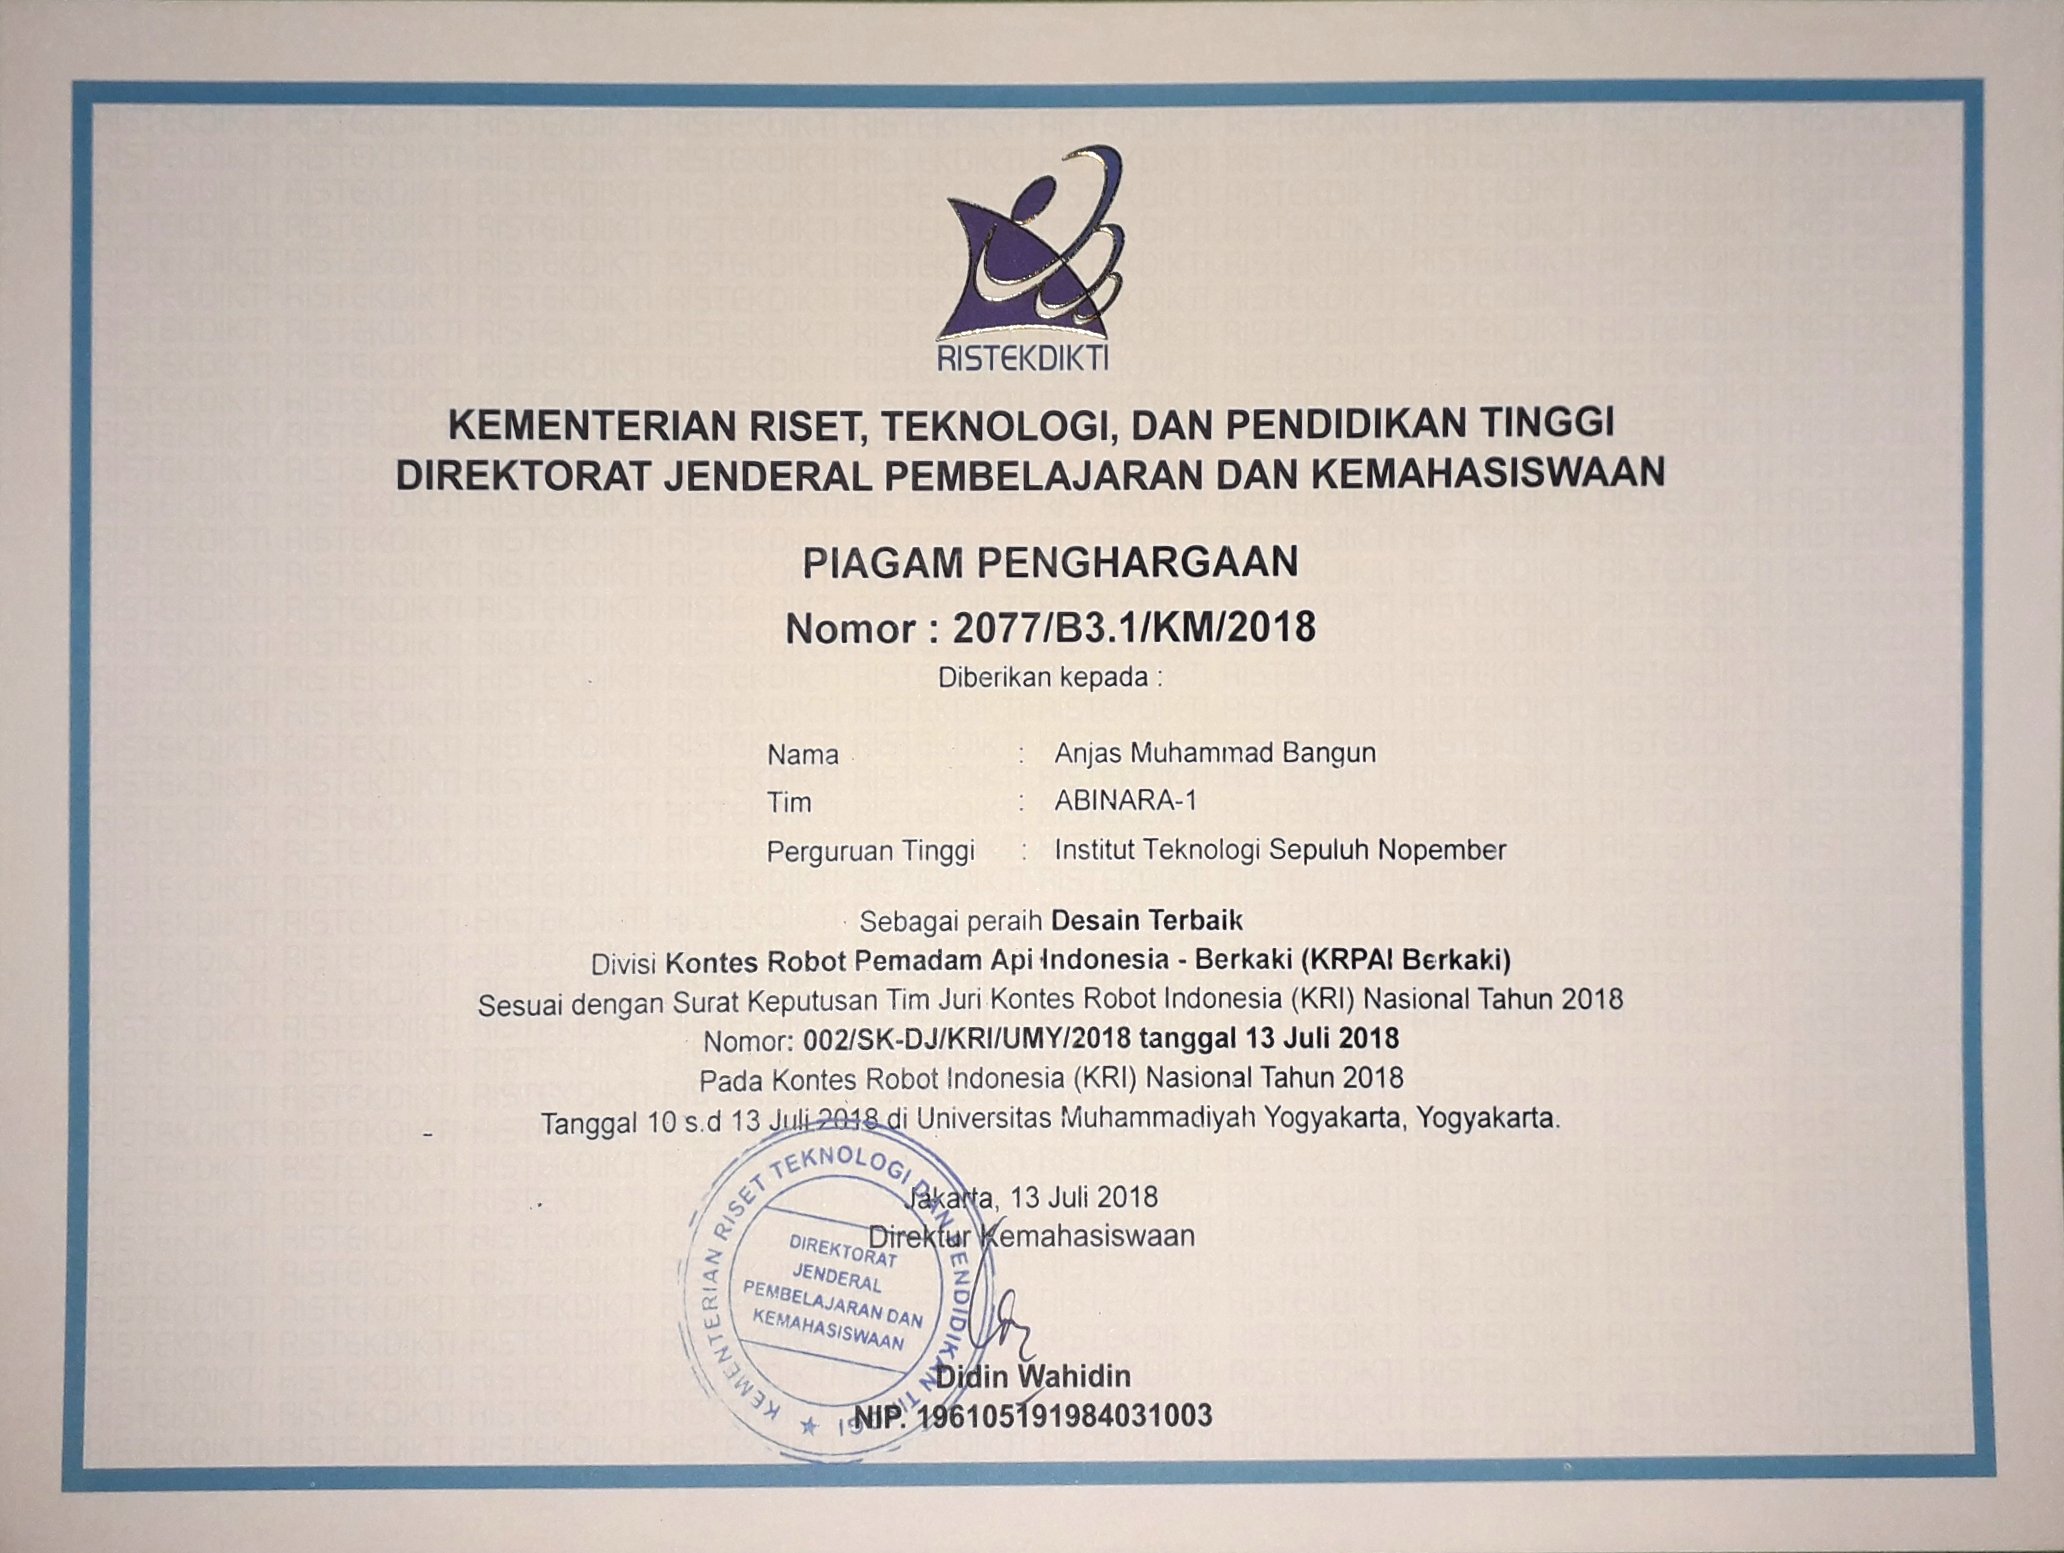 RISTEKDIKTI
KEMENTERIAN RISET, TEKNOLOGI, DAN PENDIDIKAN TINGGI
DIREKTORAT JENDERAL PEMBELAJARAN DAN KEMAHASISWAAN
PIAGAM PENGHARGAAN
Nomor : 2077/B3.1/KM/2018
Diberikan kepada :
Nama : Anjas Muhammad Bangun
Tim : ABINARA-1
Perguruan Tinggi : Institut Teknologi Sepuluh Nopember
Sebagai peraih Desain Terbaik
Divisi Kontes Robot Pemadam Api Indonesia - Berkaki (KRPAI Berkaki)
Sesuai dengan Surat Keputusan Tim Juri Kontes Robot Indonesia (KRI) Nasional Tahun 2018
Nomor: 002/SK-DJ/KRI/UMY/2018 tanggal 13 Juli 2018
Pada Kontes Robot Indonesia (KRI) Nasional Tahun 2018
Tanggal 10 s.d 13 Juli 2018 di Universitas Muhammadiyah Yogyakarta, Yogyakarta.
Jakarta, 13 Juli 2018
Direktur Kemahasiswaan
KEMENTERIAN RISET TEKNOLOGI DAN PENDIDIKAN TINGGI
DIREKTORAT
JENDERAL
PEMBELAJARAN DAN
KEMAHASISWAAN
Didin Wahidin
NIP. 196105191984031003